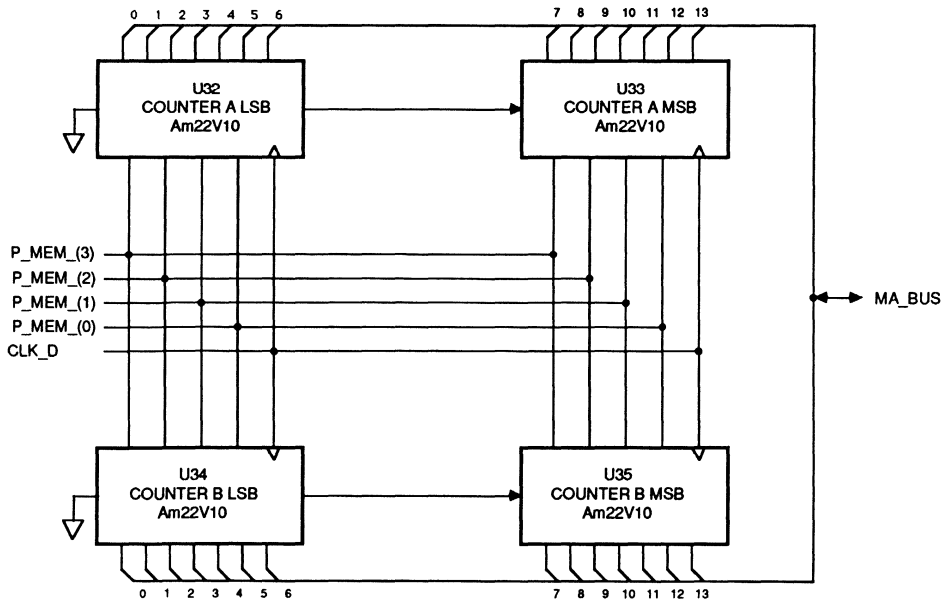 0 1 2 3 4 5 6 7 8 9 10 11 12 13
U32
COUNTER A LSB
Am22V10
U33
COUNTER A MSB
Am22V10
P_MEM_(3)
P_MEM_(2)
P_MEM_(1)
P_MEM_(0)
CLK_D
MA_BUS
U34
COUNTER B LSB
Am22V10
U35
COUNTER B MSB
Am22V10
0 1 2 3 4 5 6 7 8 9 10 11 12 13